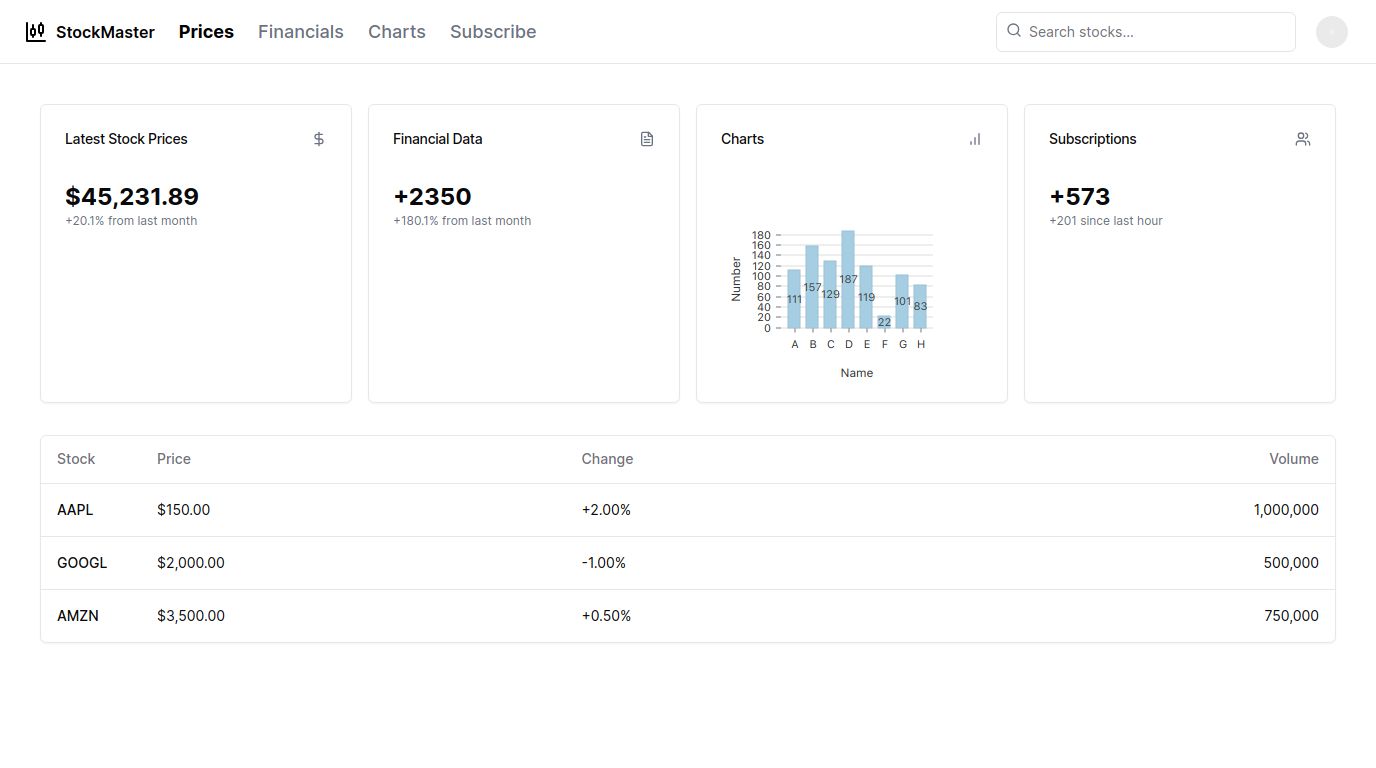 StockMaster Prices Financials Charts Subscribe Search stocks...
Latest Stock Prices
$45,231.89
+20.1% from last month
Financial Data
+2350
+180.1% from last month
Charts
Number
180
160
140
120
100
80
60
40
20
0
111 157 129 187 119 22 101 83
A B C D E F G H
Name
Subscriptions
+573
+201 since last hour
Stock Price Change Volume
AAPL $150.00 +2.00% 1,000,000
GOOGL $2,000.00 -1.00% 500,000
AMZN $3,500.00 +0.50% 750,000